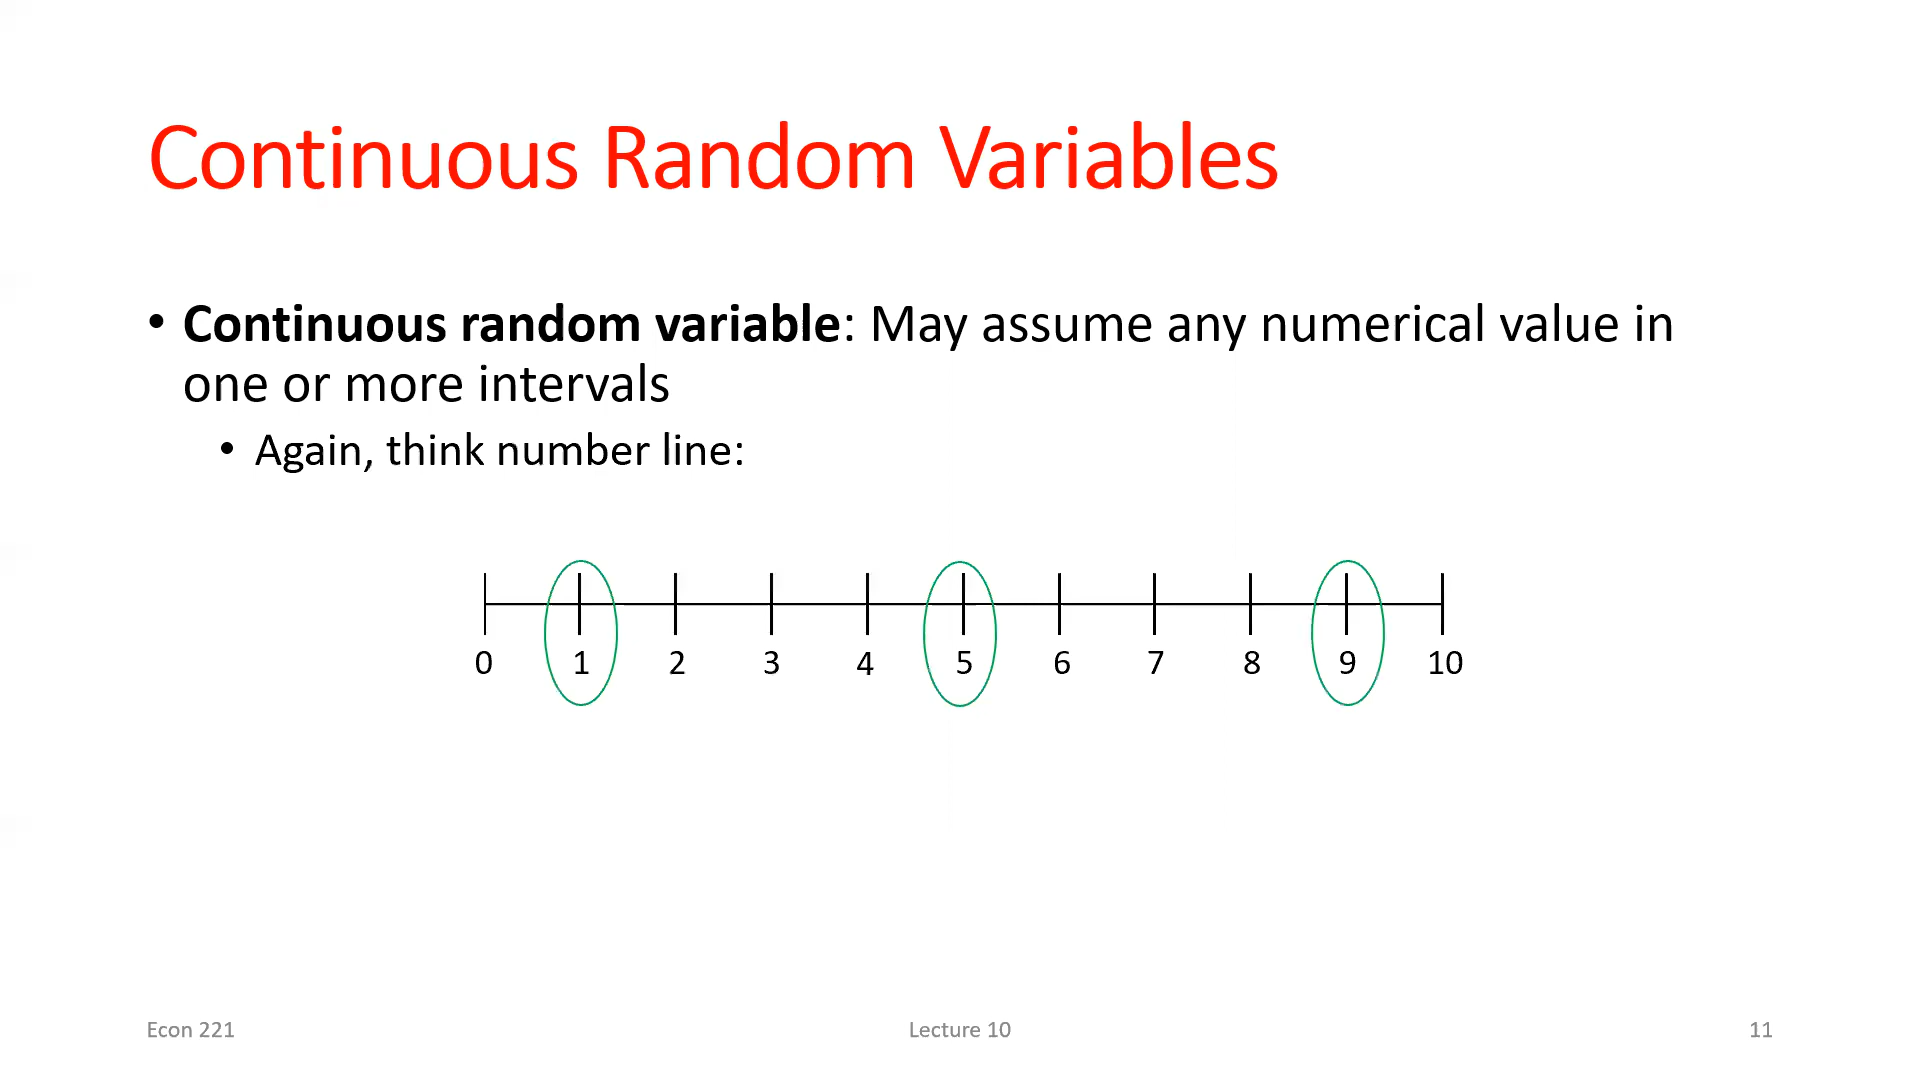 Continuous Random Variables
• Continuous random variable: May assume any numerical value in
one or more intervals
• Again, think number line:
0 1 2 3 4 5 6 7 8 9 10
Econ 221 Lecture 10 11